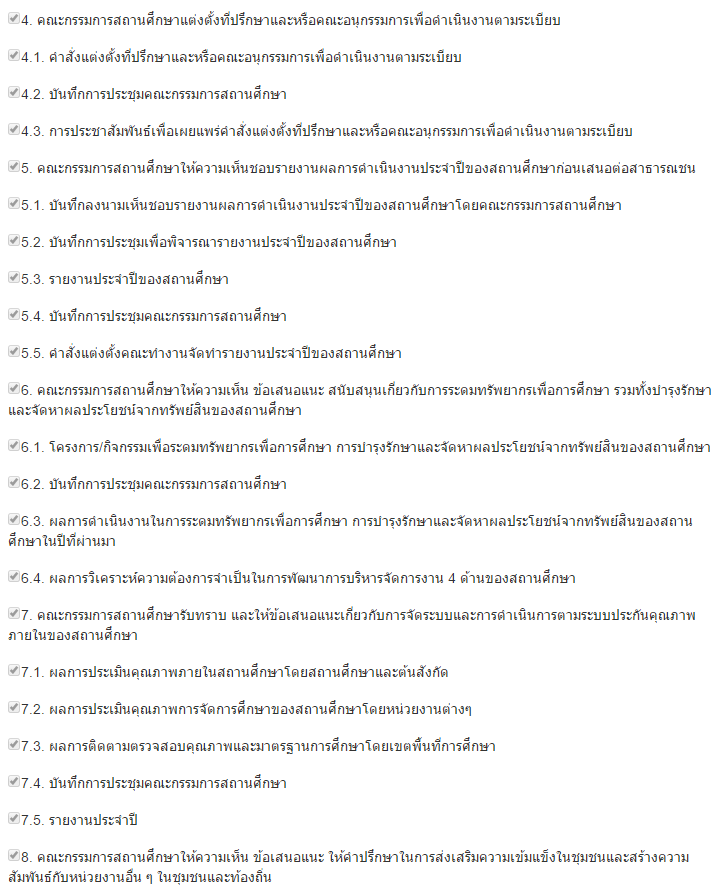 4. คณะกรรมการสถานศึกษาแต่งตั้งที่ปรึกษาและหรือคณะอนุกรรมการเพื่อดำเนินงานตามระเบียบ
4.1. คำสั่งแต่งตั้งที่ปรึกษาและหรือคณะอนุกรรมการเพื่อดำเนินงานตามระเบียบ
4.2. บันทึกการประชุมคณะกรรมการสถานศึกษา
4.3. การประชาสัมพันธ์เพื่อเผยแพร่คำสั่งแต่งตั้งที่ปรึกษาและหรือคณะอนุกรรมการเพื่อดำเนินงานตามระเบียบ
5. คณะกรรมการสถานศึกษาให้ความเห็นชอบรายงานผลการดำเนินงานประจำปีของสถานศึกษาก่อนเสนอต่อสาธารณชน
5.1. บันทึกลงนามเห็นชอบรายงานผลการดำเนินงานประจำปีของสถานศึกษาโดยคณะกรรมการสถานศึกษา
5.2. บันทึกการประชุมเพื่อพิจารณารายงานประจำปีของสถานศึกษา
5.3. รายงานประจำปีของสถานศึกษา
5.4. บันทึกการประชุมคณะกรรมการสถานศึกษา
5.5. คำสั่งแต่งตั้งคณะทำงานจัดทำรายงานประจำปีของสถานศึกษา
6. คณะกรรมการสถานศึกษาให้ความเห็น ข้อเสนอแนะ สนับสนุนเกี่ยวกับการระดมทรัพยากรเพื่อการศึกษา รวมทั้งบำรุงรักษา
และจัดหาผลประโยชน์จากทรัพย์สินของสถานศึกษา
6.1. โครงการ/กิจกรรมเพื่อระดมทรัพยากรเพื่อการศึกษา การบำรุงรักษาและจัดหาผลประโยชน์จากทรัพย์สินของสถานศึกษา
6.2. บันทึกการประชุมคณะกรรมการสถานศึกษา
6.3. ผลการดำเนินงานในการระดมทรัพยากรเพื่อการศึกษา การบำรุงรักษาและจัดหาผลประโยชน์จากทรัพย์สินของสถาน
ศึกษาในปีที่ผ่านมา
6.4. ผลการวิเคราะห์ความต้องการจำเป็นในการพัฒนาการบริหารจัดการงาน 4 ด้านของสถานศึกษา
7. คณะกรรมการสถานศึกษารับทราบ และให้ข้อเสนอแนะเกี่ยวกับการจัดระบบและการดำเนินการตามระบบประกันคุณภาพ
ภายในของสถานศึกษา
7.1. ผลการประเมินคุณภาพภายในสถานศึกษาโดยสถานศึกษาและต้นสังกัด
7.2. ผลการประเมินคุณภาพการจัดการศึกษาของสถานศึกษาโดยหน่วยงานต่างๆ
7.3. ผลการติดตามตรวจสอบคุณภาพและมาตรฐานการศึกษาโดยเขตพื้นที่การศึกษา
7.4. บันทึกการประชุมคณะกรรมการสถานศึกษา
7.5. รายงานประจำปี
8. คณะกรรมการสถานศึกษาให้ความเห็น ข้อเสนอแนะ ให้คำปรึกษาในการส่งเสริมความเข้มแข็งในชุมชนและสร้างความ
สัมพันธ์กับหน่วยงานอื่น ๆ ในชุมชนและท้องถิ่น